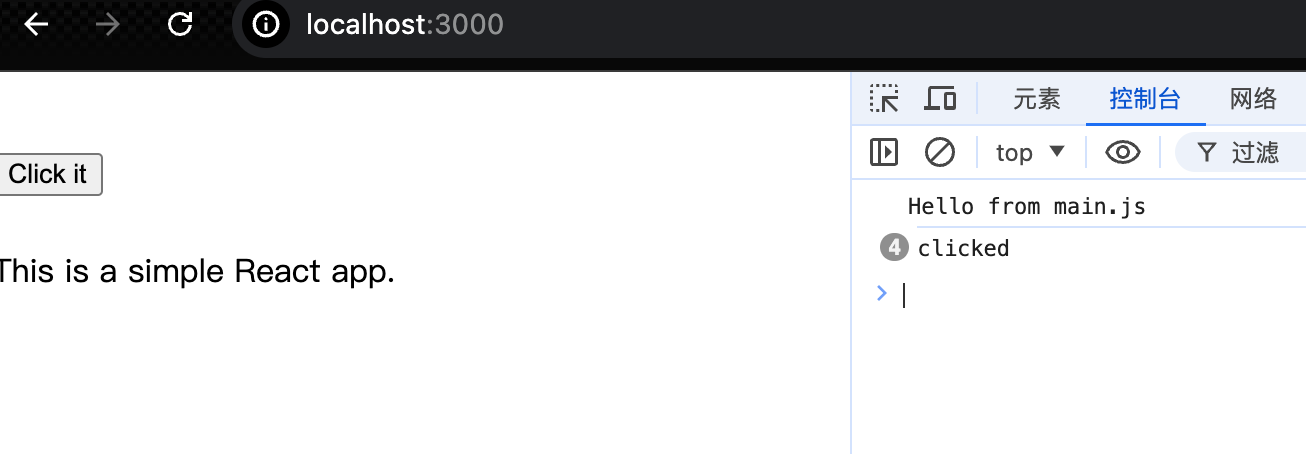 localhost:3000
Click it
This is a simple React app.
元素 控制台 网络
top 过滤
Hello from main.js
4 clicked